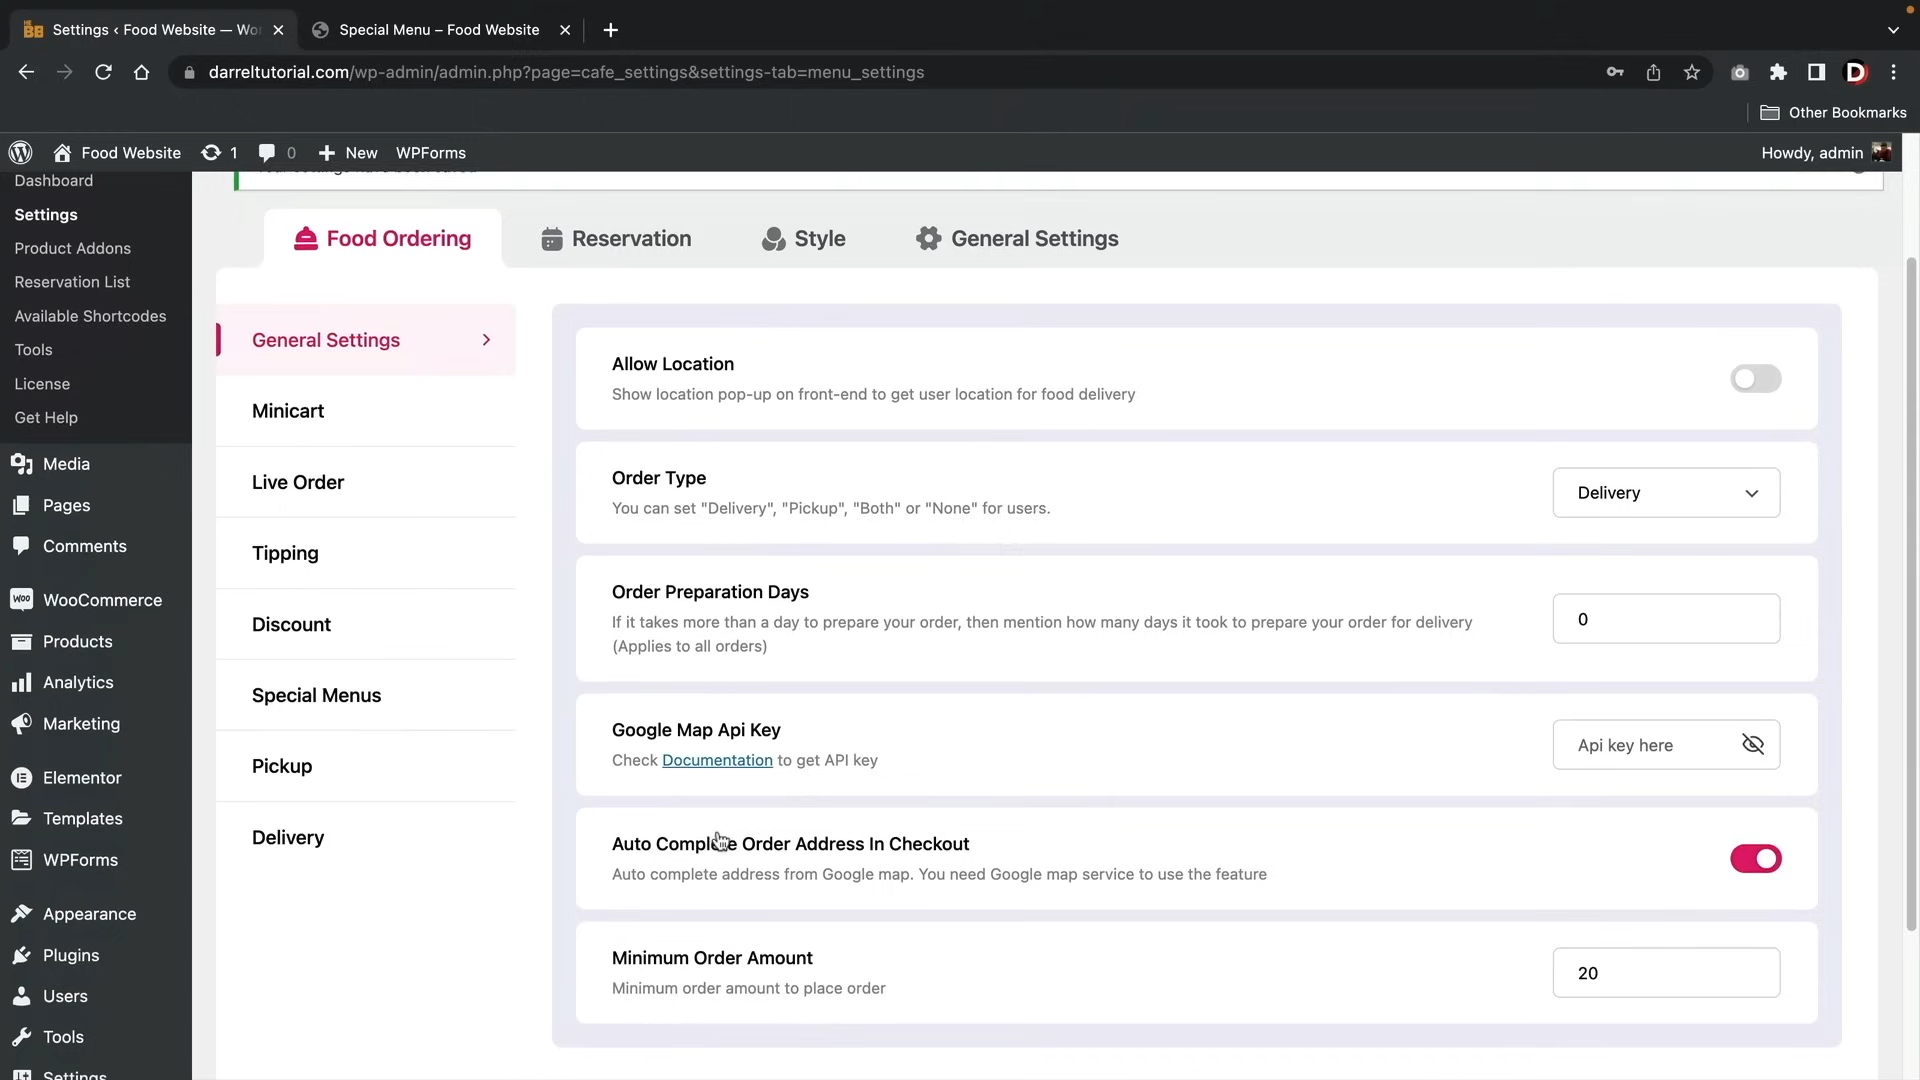 Settings ‹ Food Website — Wo
Special Menu – Food Website
darreltutorial.com/wp-admin/admin.php?page=cafe_settings&settings-tab=menu_settings
D
Other Bookmarks
Food Website
1
0
New
WPForms
Howdy, admin
Dashboard
Settings
Product Addons
Reservation List
Available Shortcodes
Tools
License
Get Help
Media
Pages
Comments
WooCommerce
Products
Analytics
Marketing
Elementor
Templates
WPForms
Appearance
Plugins
Users
Tools
Settings
Food Ordering
Reservation
Style
General Settings
General Settings
Minicart
Live Order
Tipping
Discount
Special Menus
Pickup
Delivery
Allow Location
Show location pop-up on front-end to get user location for food delivery
Order Type
You can set "Delivery", "Pickup", "Both" or "None" for users.
Delivery
Order Preparation Days
If it takes more than a day to prepare your order, then mention how many days it took to prepare your order for delivery
(Applies to all orders)
0
Google Map Api Key
Check Documentation to get API key
Api key here
Auto Complete Order Address In Checkout
Auto complete address from Google map. You need Google map service to use the feature
Minimum Order Amount
Minimum order amount to place order
20